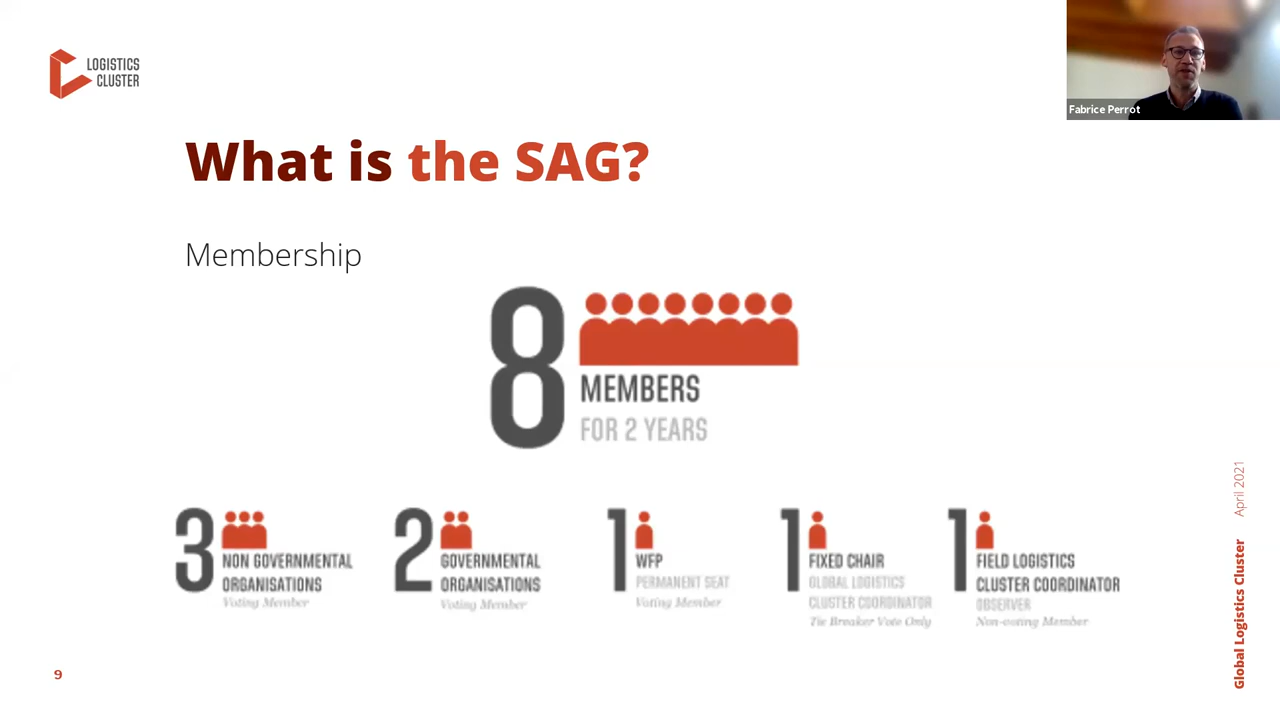 LOGISTICS
CLUSTER
Fabrice Perrot
What is the SAG?
Membership
8
MEMBERS
FOR 2 YEARS
3
NON GOVERNMENTAL
ORGANISATIONS
Voting Member
2
GOVERNMENTAL
ORGANISATIONS
Voting Member
1
WFP
PERMANENT SEAT
Voting Member
1
FIXED CHAIR
GLOBAL LOGISTICS
CLUSTER COORDINATOR
Tie Breaker Vote Only
1
FIELD LOGISTICS
CLUSTER COORDINATOR
OBSERVER
Non-voting Member
Global Logistics Cluster April 2021
9